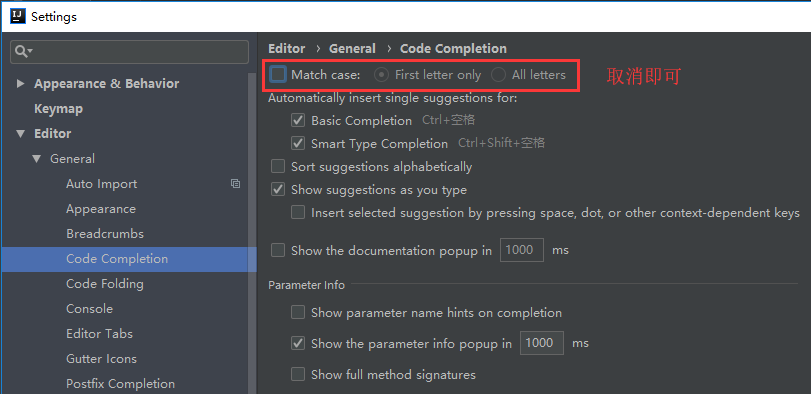 IJ Settings
Editor › General › Code Completion
Match case: First letter only All letters 取消即可
Appearance & Behavior
Automatically insert single suggestions for:
Keymap
Basic Completion Ctrl+空格
Editor
Smart Type Completion Ctrl+Shift+空格
General
Sort suggestions alphabetically
Auto Import
Show suggestions as you type
Appearance
Insert selected suggestion by pressing space, dot, or other context-dependent keys
Breadcrumbs
Code Completion
Show the documentation popup in 1000 ms
Code Folding
Parameter Info
Console
Show parameter name hints on completion
Editor Tabs
Show the parameter info popup in 1000 ms
Gutter Icons
Show full method signatures
Postfix Completion